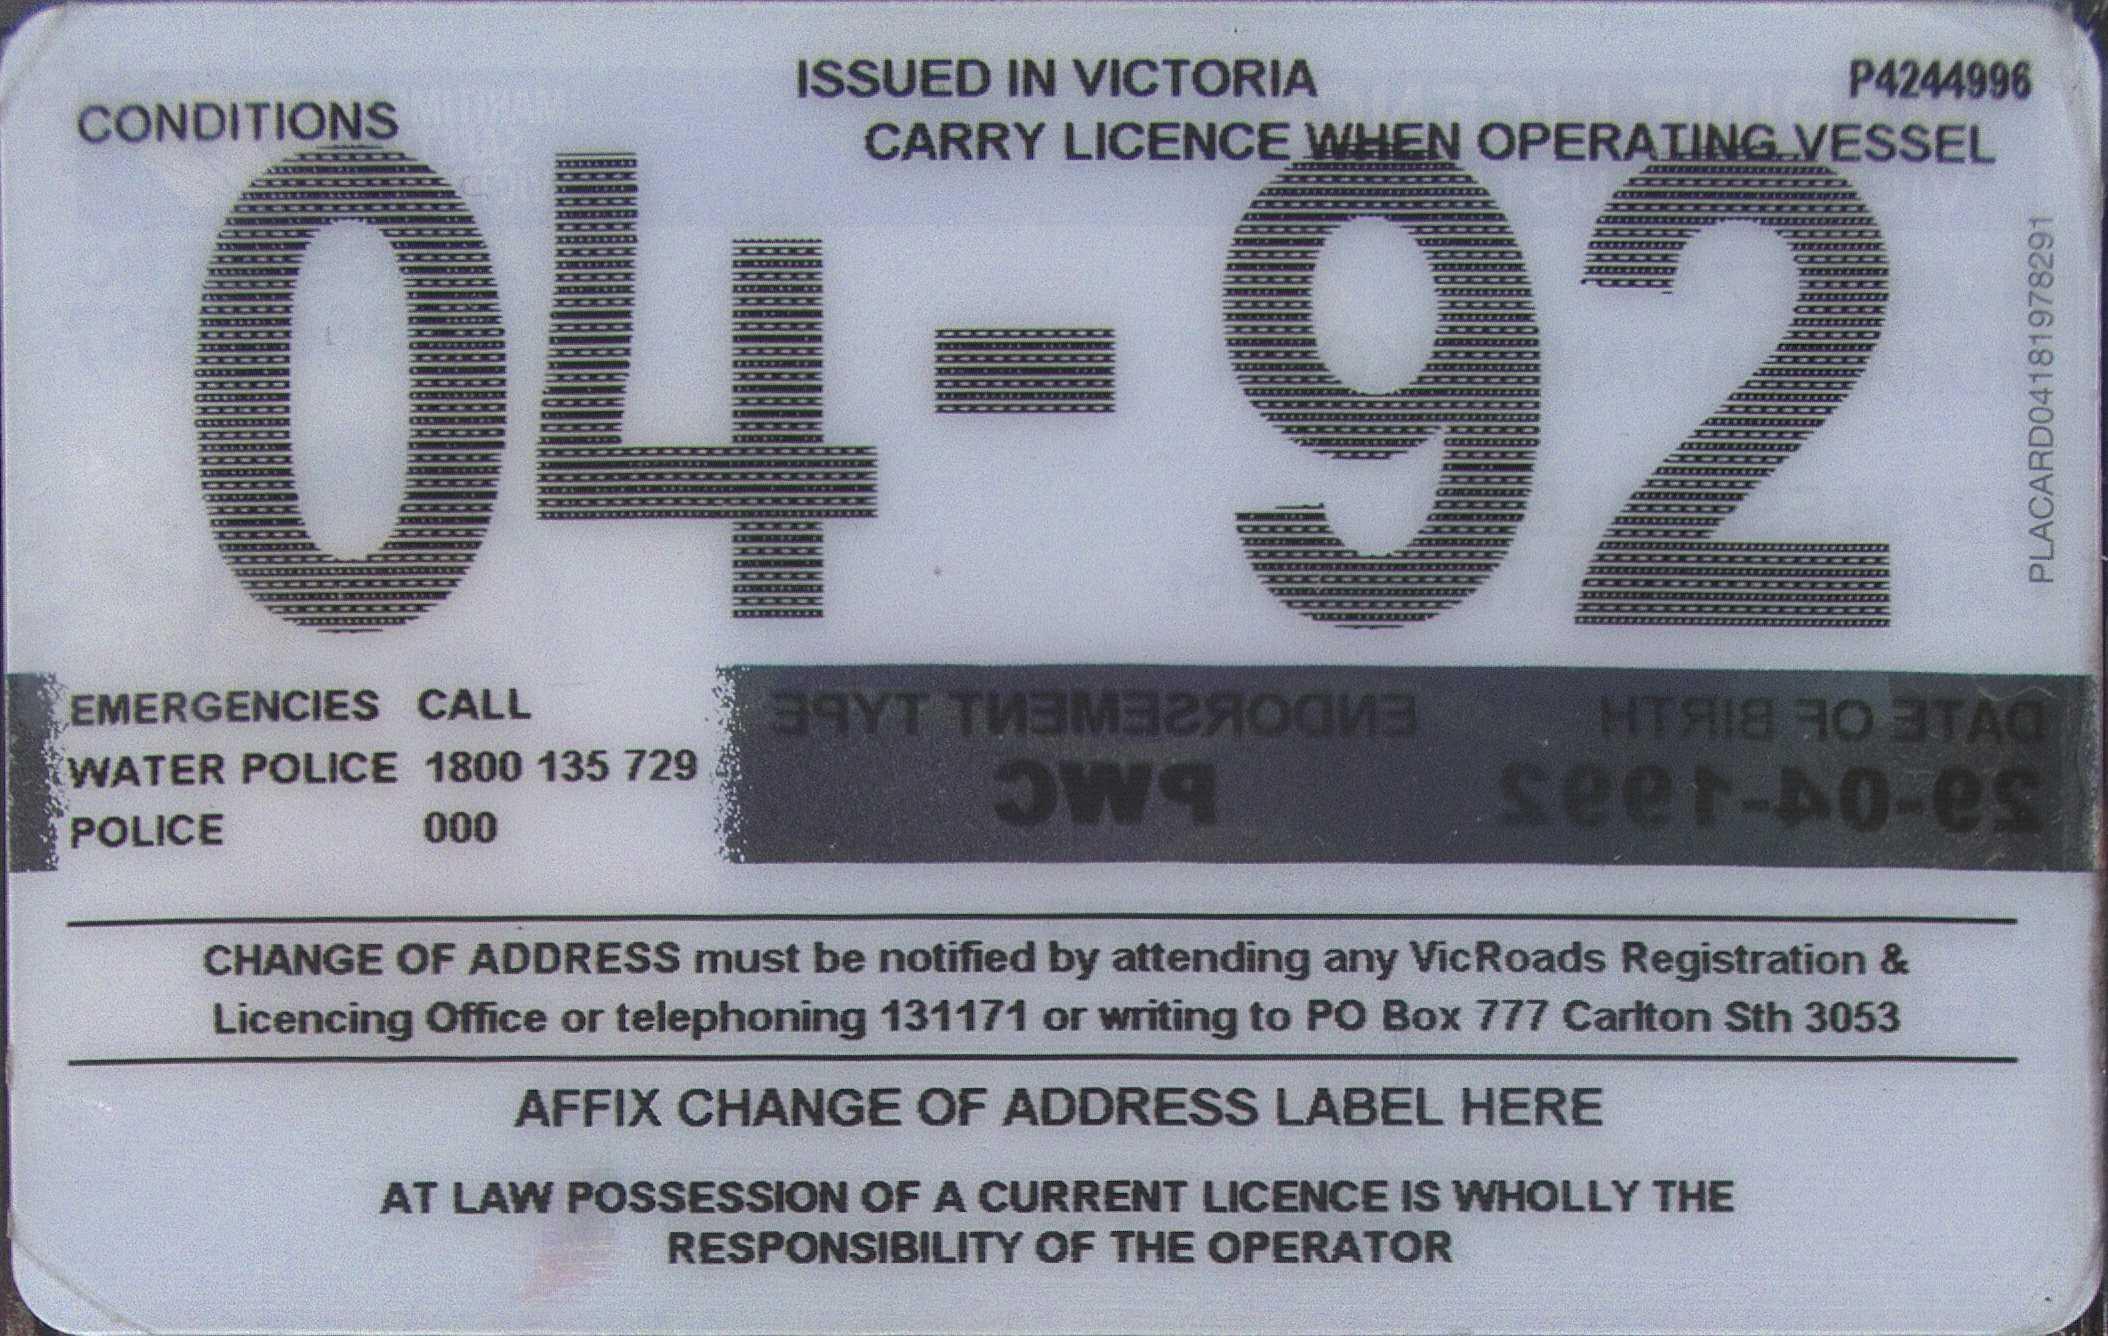 ISSUED IN VICTORIA
P4244996
CONDITIONS
CARRY LICENCE WHEN OPERATING VESSEL
04-92
PLACARD0418197829​1
EMERGENCIES CALL
WATER POLICE 1800 135 729
POLICE 000
ENDORSEMENT TYPE
DATE OF BIRTH
PWC
29-04-1992
CHANGE OF ADDRESS must be notified by attending any VicRoads Registration &
Licencing Office or telephoning 131171 or writing to PO Box 777 Carlton Sth 3053
AFFIX CHANGE OF ADDRESS LABEL HERE
AT LAW POSSESSION OF A CURRENT LICENCE IS WHOLLY THE
RESPONSIBILITY OF THE OPERATOR